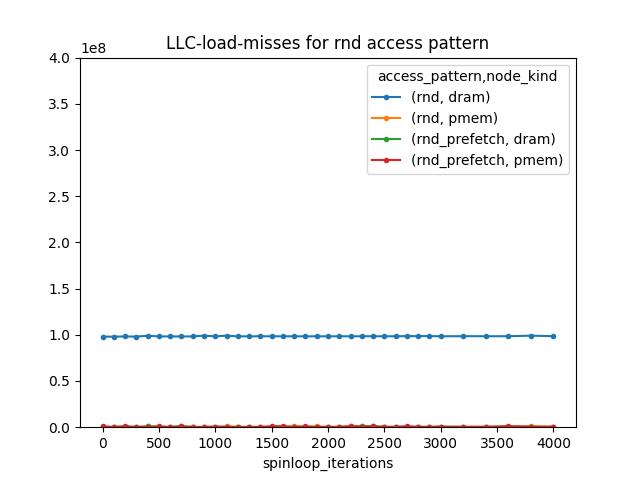 LLC-load-misses for rnd access pattern
1e8
4.0
3.5
3.0
2.5
2.0
1.5
1.0
0.5
0.0
access_pattern,node_kind
(rnd, dram)
(rnd, pmem)
(rnd_prefetch, dram)
(rnd_prefetch, pmem)
0 500 1000 1500 2000 2500 3000 3500 4000
spinloop_iterations